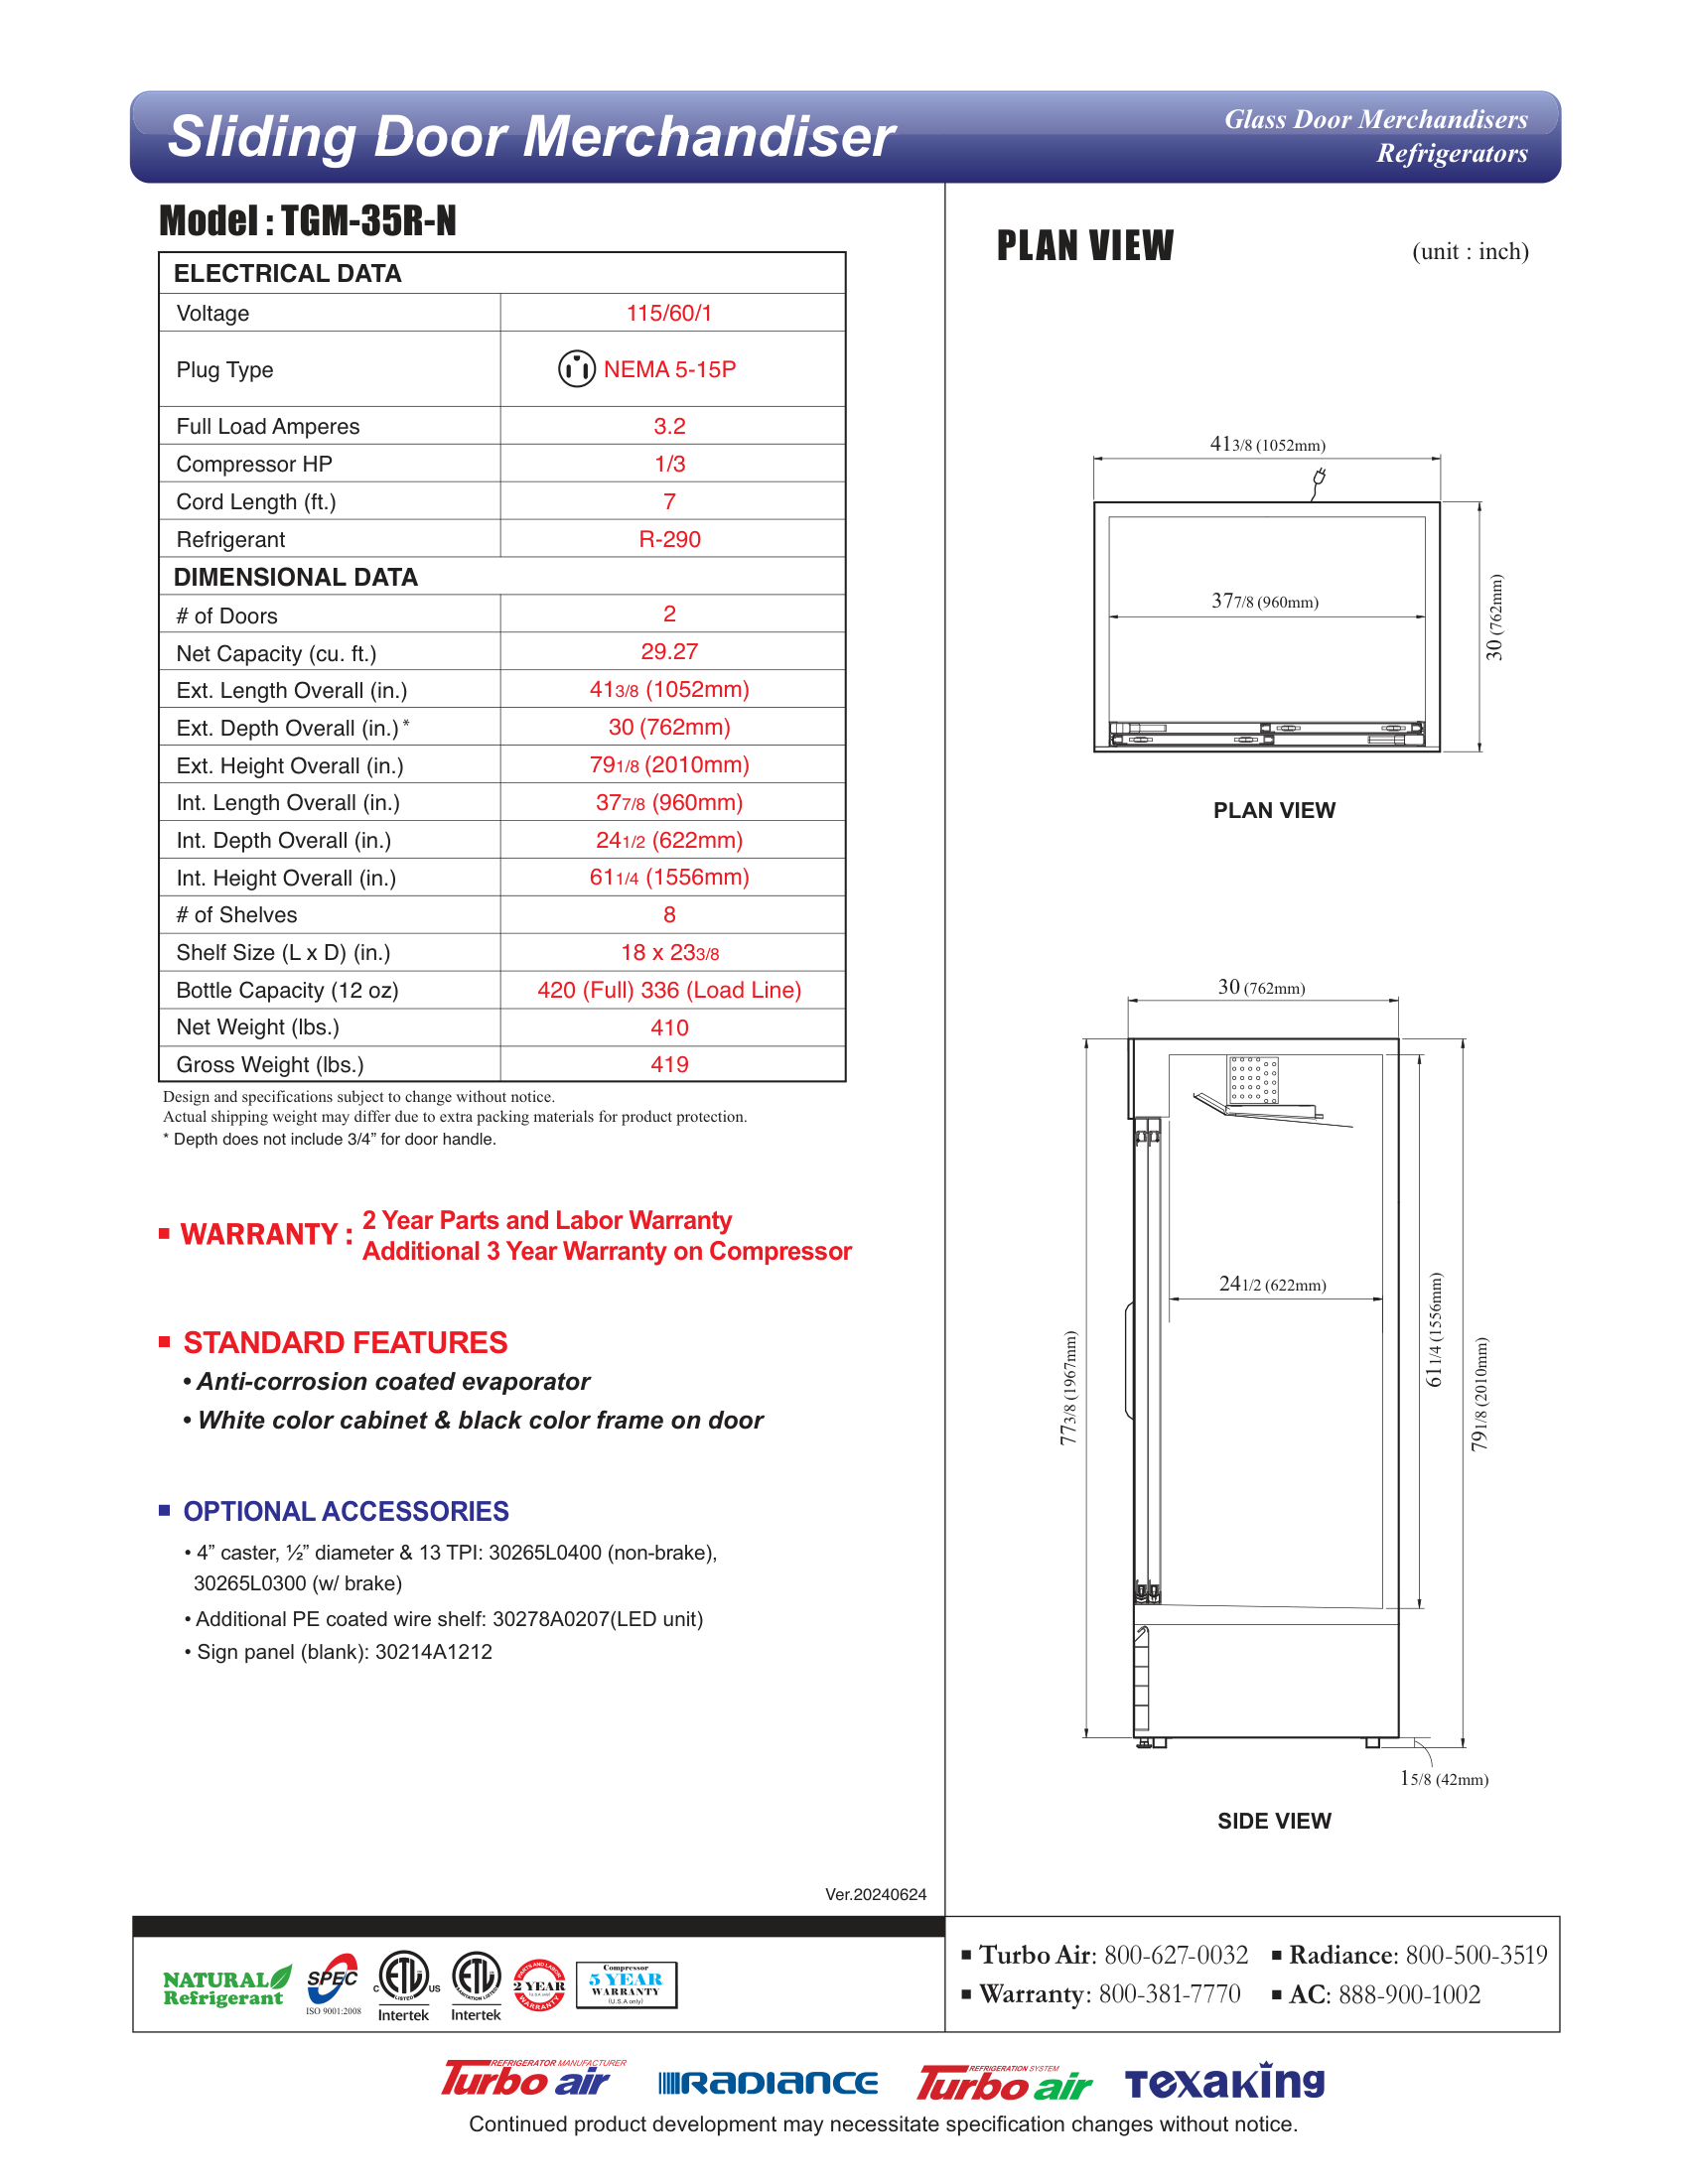 Sliding Door Merchandiser
Glass Door Merchandisers
Refrigerators
Model : TGM-35R-N
ELECTRICAL DATA
Voltage 115/60/1
Plug Type NEMA 5-15P
Full Load Amperes 3.2
Compressor HP 1/3
Cord Length (ft.) 7
Refrigerant R-290
DIMENSIONAL DATA
# of Doors 2
Net Capacity (cu. ft.) 29.27
Ext. Length Overall (in.) 41 3/8 (1052mm)
Ext. Depth Overall (in.) * 30 (762mm)
Ext. Height Overall (in.) 79 1/8 (2010mm)
Int. Length Overall (in.) 37 7/8 (960mm)
Int. Depth Overall (in.) 24 1/2 (622mm)
Int. Height Overall (in.) 61 1/4 (1556mm)
# of Shelves 8
Shelf Size (L x D) (in.) 18 x 23 3/8
Bottle Capacity (12 oz) 420 (Full) 336 (Load Line)
Net Weight (lbs.) 410
Gross Weight (lbs.) 419
Design and specifications subject to change without notice.
Actual shipping weight may differ due to extra packing materials for product protection.
* Depth does not include 3/4” for door handle.
▪ WARRANTY : 2 Year Parts and Labor Warranty
Additional 3 Year Warranty on Compressor
▪ STANDARD FEATURES
• Anti-corrosion coated evaporator
• White color cabinet & black color frame on door
▪ OPTIONAL ACCESSORIES
• 4” caster, ½” diameter & 13 TPI: 30265L0400 (non-brake),
30265L0300 (w/ brake)
• Additional PE coated wire shelf: 30278A0207(LED unit)
• Sign panel (blank): 30214A1212
Ver.20240624
PLAN VIEW (unit : inch)
41 3/8 (1052mm)
37 7/8 (960mm)
30 (762mm)
PLAN VIEW
30 (762mm)
24 1/2 (622mm)
77 3/8 (1967mm)
61 1/4 (1556mm)
79 1/8 (2010mm)
1 5/8 (42mm)
SIDE VIEW
NATURAL
Refrigerant
SPEC
ISO 9001:2008
C ETL US
LISTED
Intertek
ETL
SANITATION LISTED
Intertek
PARTS AND LABOR
2 YEAR
WARRANTY
Compressor
5 YEAR
WARRANTY
(U.S.A only)
▪ Turbo Air: 800-627-0032 ▪ Radiance: 800-500-3519
▪ Warranty: 800-381-7770 ▪ AC: 888-900-1002
REFRIGERATOR MANUFACTURER
Turbo air
RADIANCE
REFRIGERATION SYSTEM
Turbo air
Texaking
Continued product development may necessitate specification changes without notice.